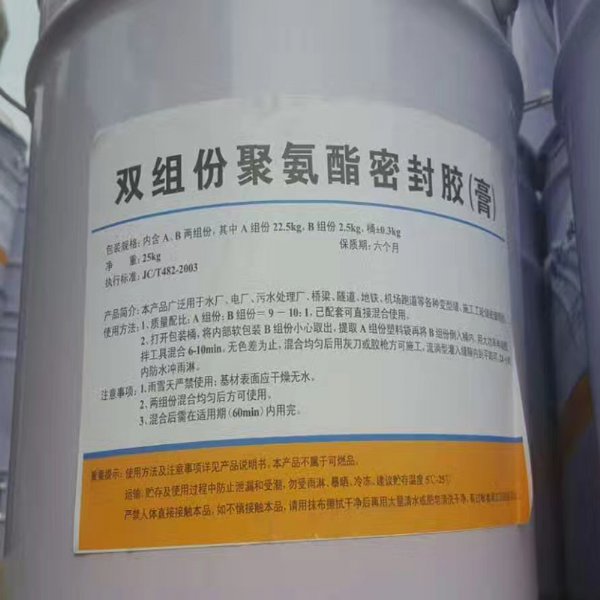 双组份聚氨酯密封胶(膏)
包装规格：内含 A、B 两组份，其中 A 组份 22.5kg，B 组份 2.5kg，桶±0.3kg
净 重：25kg 保质期：六个月
执行标准：JC/T482-2003
产品简介：本产品广泛用于水厂、电厂、污水处理厂、桥梁、隧道、地铁、机场跑道等各种变型缝、施工工
使用方法：1、质量配比：A 组份：B 组份＝9－10：1，已配套可直接混合使用。
2、打开包装桶，将内部软包装 B 组份小心取出，提取 A 组份塑料袋再将 B 组份倒入桶内，用大功率
拌工具混合 6-10min，无色差为止，混合均匀后用灰刀或胶枪方可施工，流淌型灌入缝隙内
内防水冲雨淋。
注意事项：1、雨雪天严禁使用；基材表面应干燥无水。
2、两组份混合均匀后方可使用。
3、混合后需在适用期（60min）内用完。
重要提示：使用方法及注意事项详见产品说明书，本产品不属于可燃品。
运输、贮存及使用过程中防止泄漏和受潮，勿受雨淋、暴晒、冷冻，建议贮存温度 5℃-25℃
严禁人体直接接触本品，如不慎接触本品，请用抹布擦拭干净后再用大量清水或肥皂清洗干净，